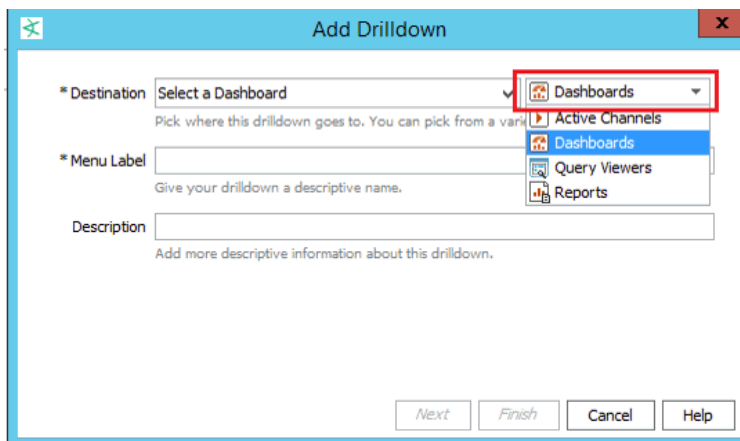 Add Drilldown
x
* Destination Select a Dashboard Dashboards
Pick where this drilldown goes to. You can pick from a Active Channels
Dashboards
* Menu Label Query Viewers
Give your drilldown a descriptive name. Reports
Description
Add more descriptive information about this drilldown.
Next Finish Cancel Help